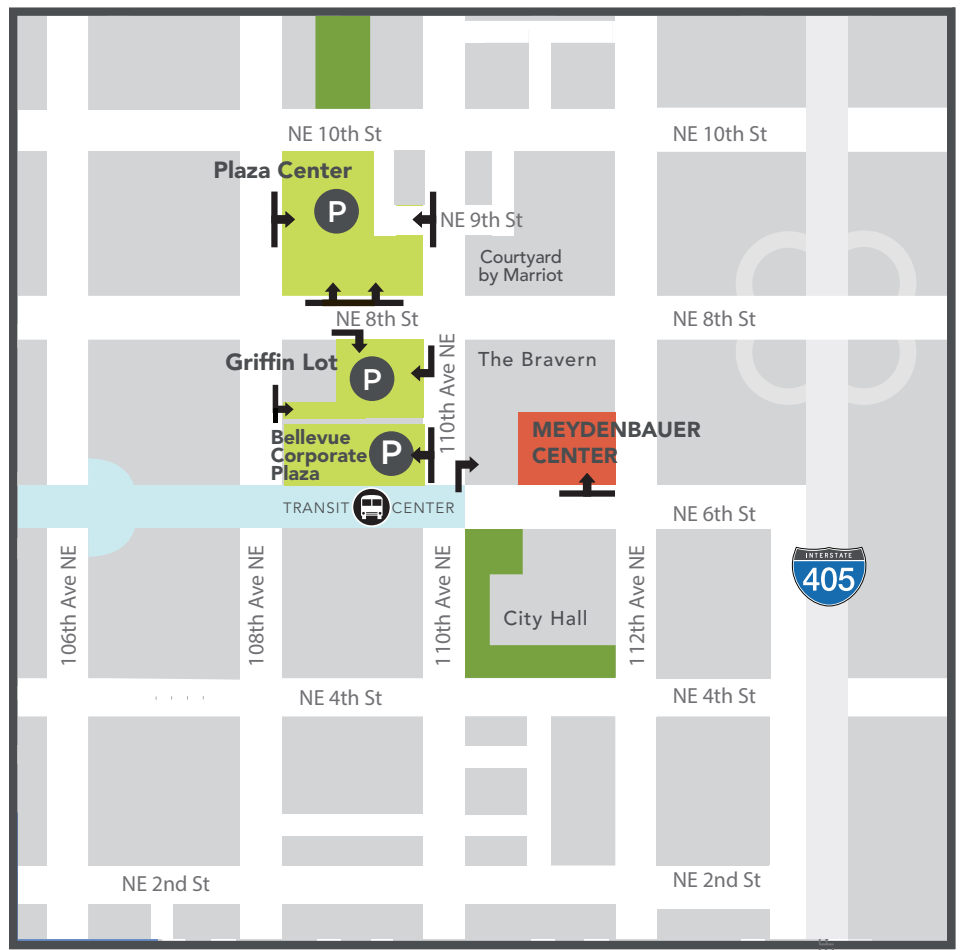 NE 10th St
NE 10th St
Plaza Center
P
NE 9th St
Courtyard
by Marriot
NE 8th St
NE 8th St
110th Ave NE
Griffin Lot
P
The Bravern
Bellevue
Corporate
Plaza
P
MEYDENBAUER
CENTER
TRANSIT CENTER
NE 6th St
106th Ave NE
108th Ave NE
110th Ave NE
112th Ave NE
City Hall
INTERSTATE
405
NE 4th St
NE 4th St
NE 2nd St
NE 2nd St